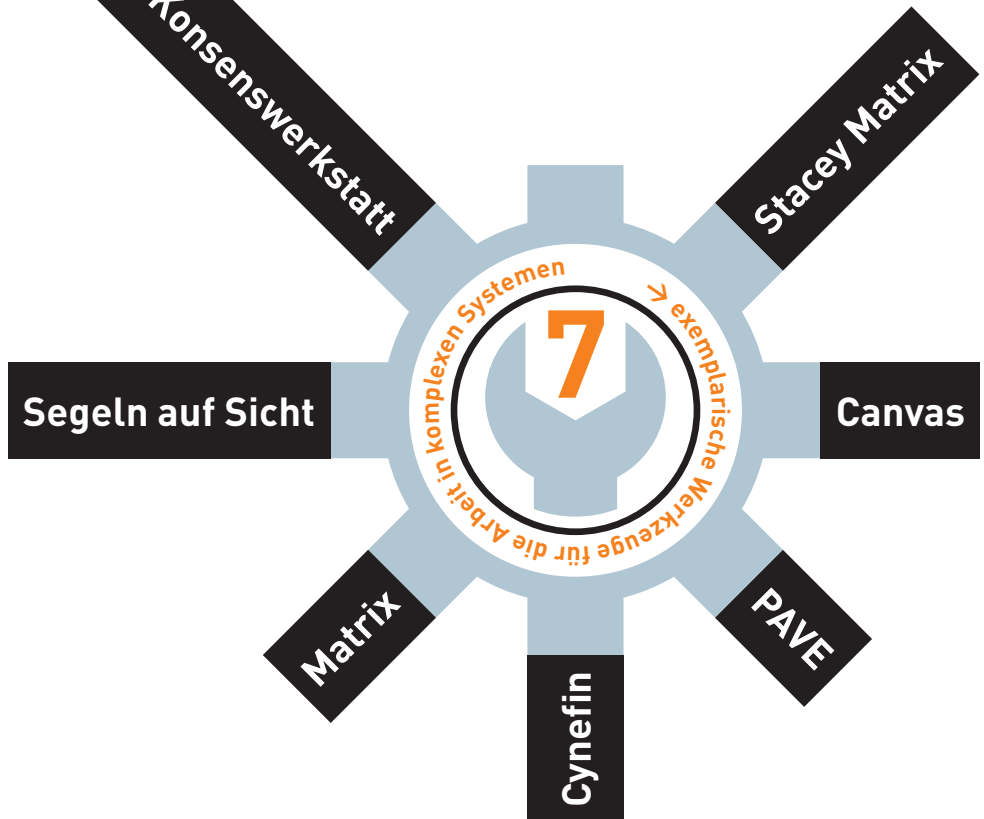 7
→ exemplarische Werkzeuge für die Arbeit in komplexen Systemen
Stacey Matrix
Canvas
PAVE
Cynefin
Matrix
Segeln auf Sicht
Konsenswerkstatt